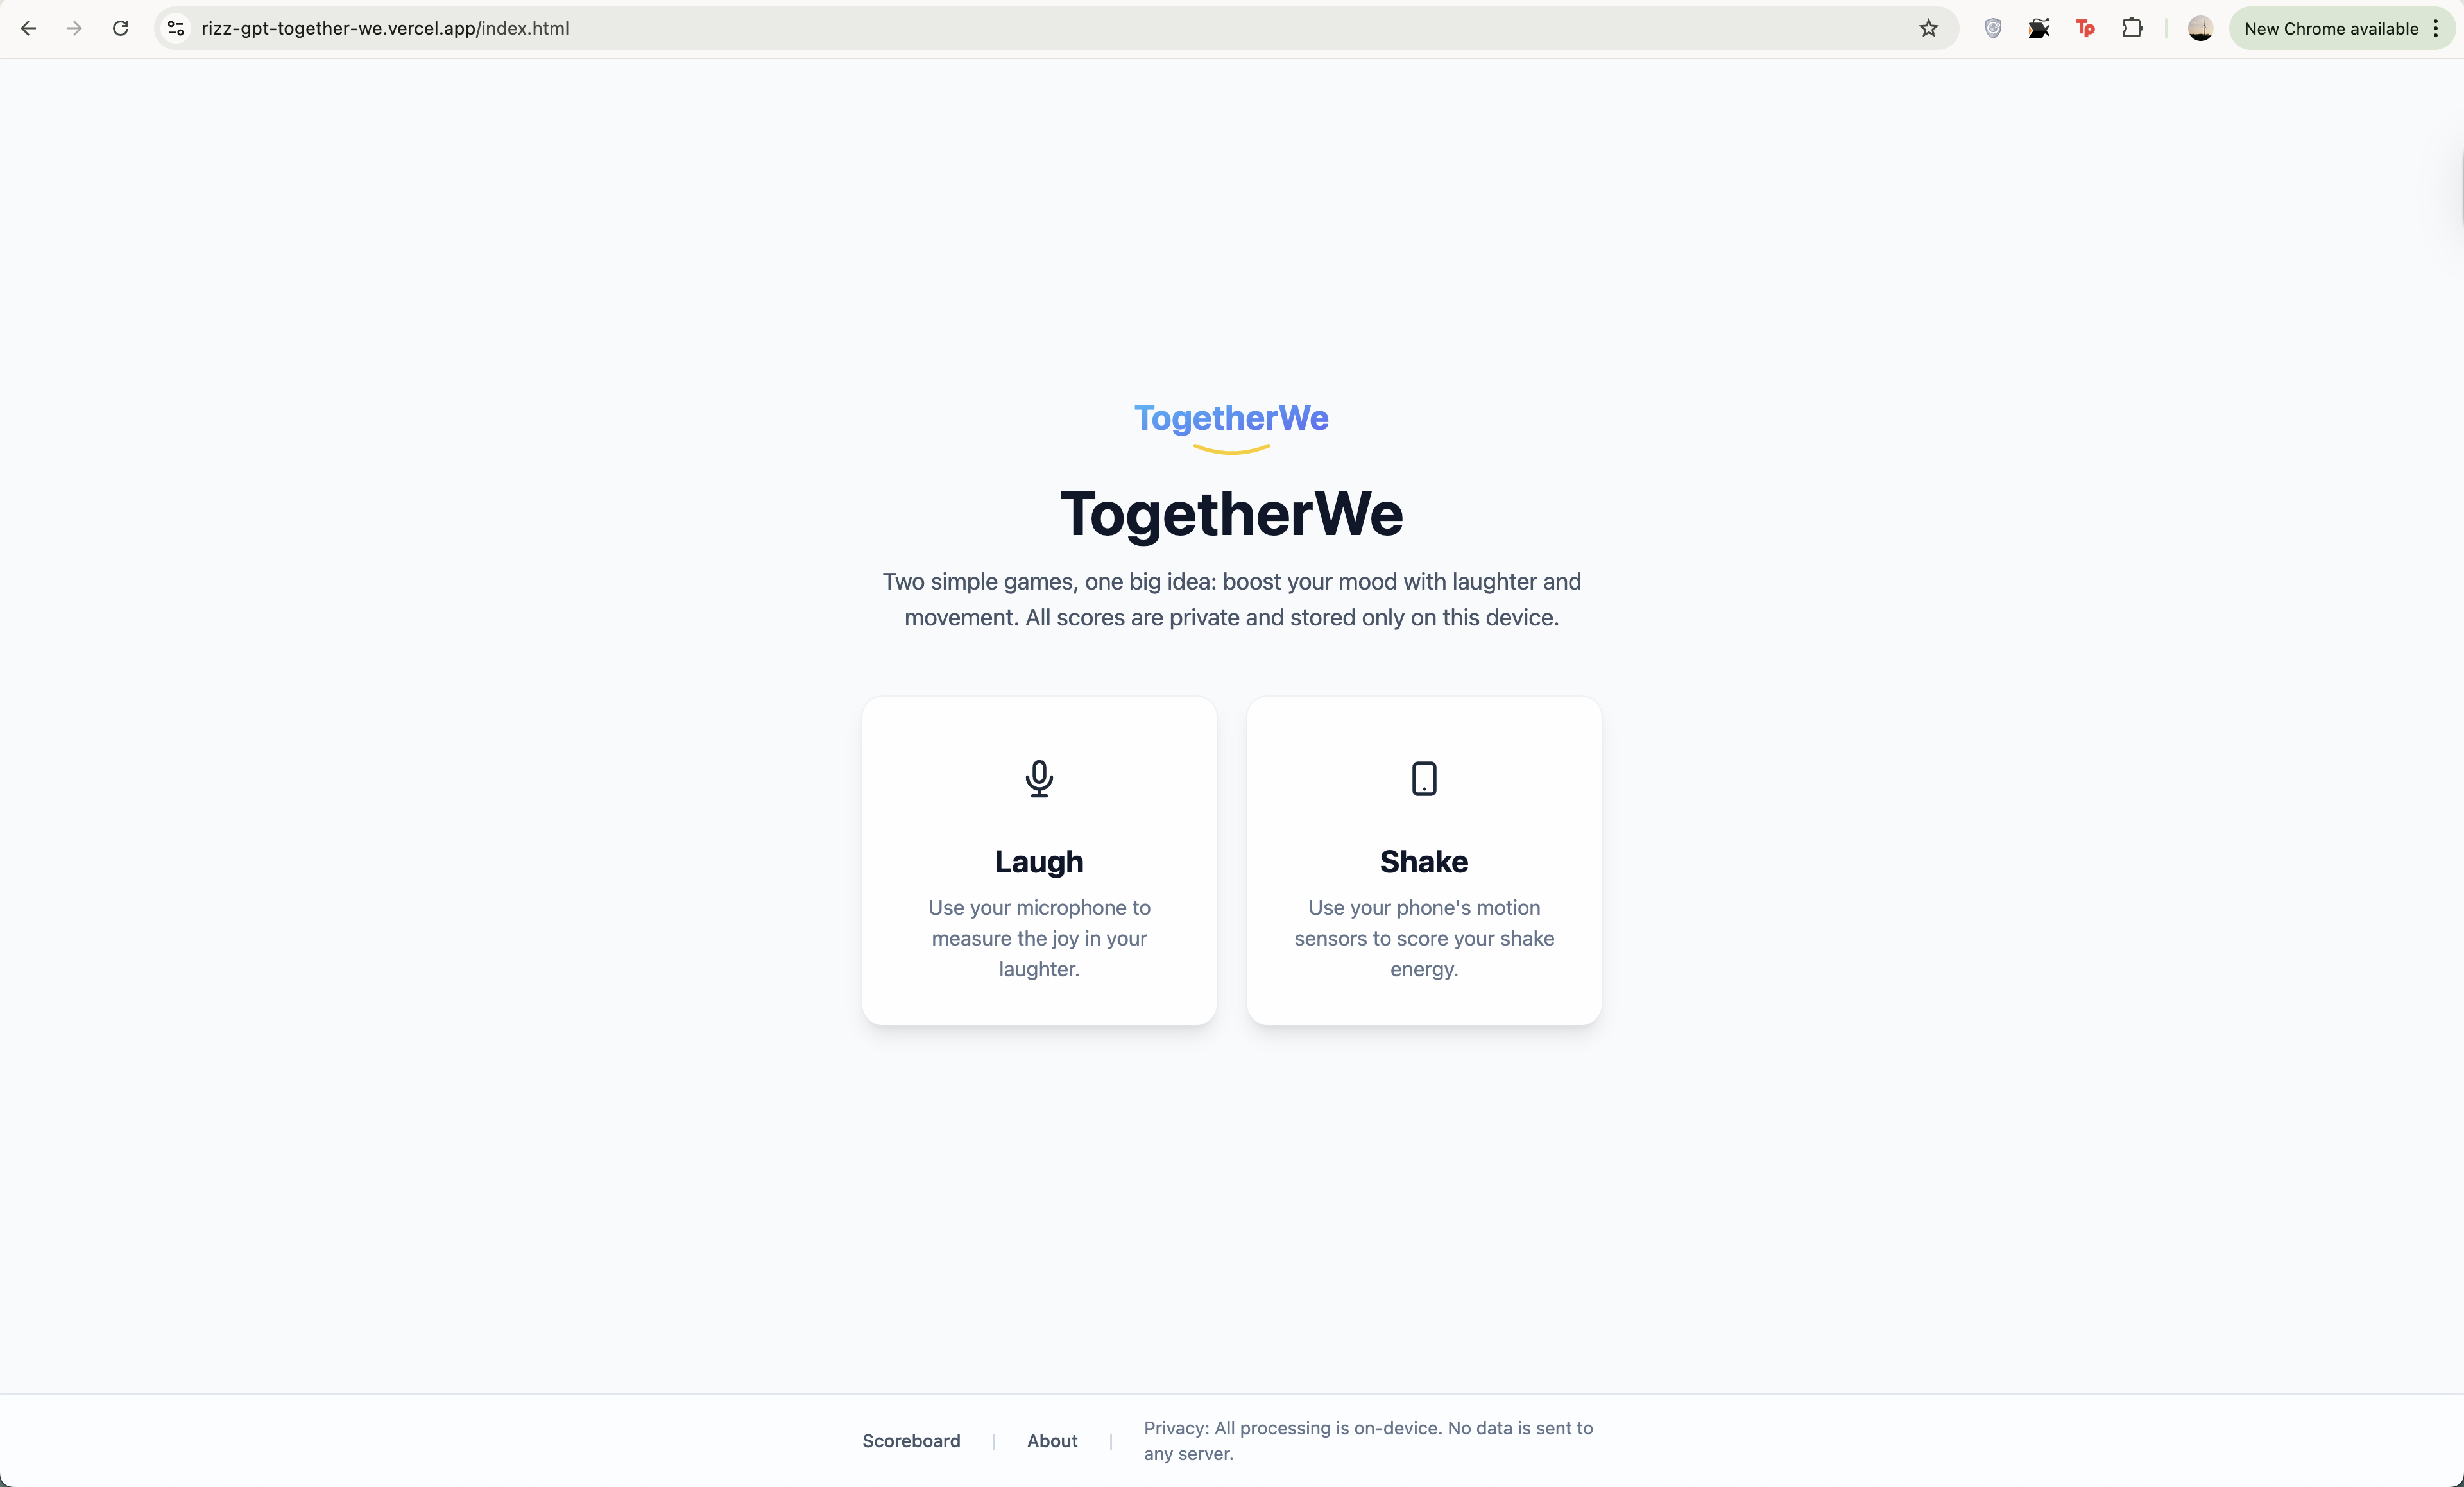 rizz-gpt-together-we.vercel.app/index.html
Tp
New Chrome available
TogetherWe
TogetherWe
Two simple games, one big idea: boost your mood with laughter and
movement. All scores are private and stored only on this device.
Laugh
Use your microphone to
measure the joy in your
laughter.
Shake
Use your phone's motion
sensors to score your shake
energy.
Scoreboard | About |
Privacy: All processing is on-device. No data is sent to
any server.